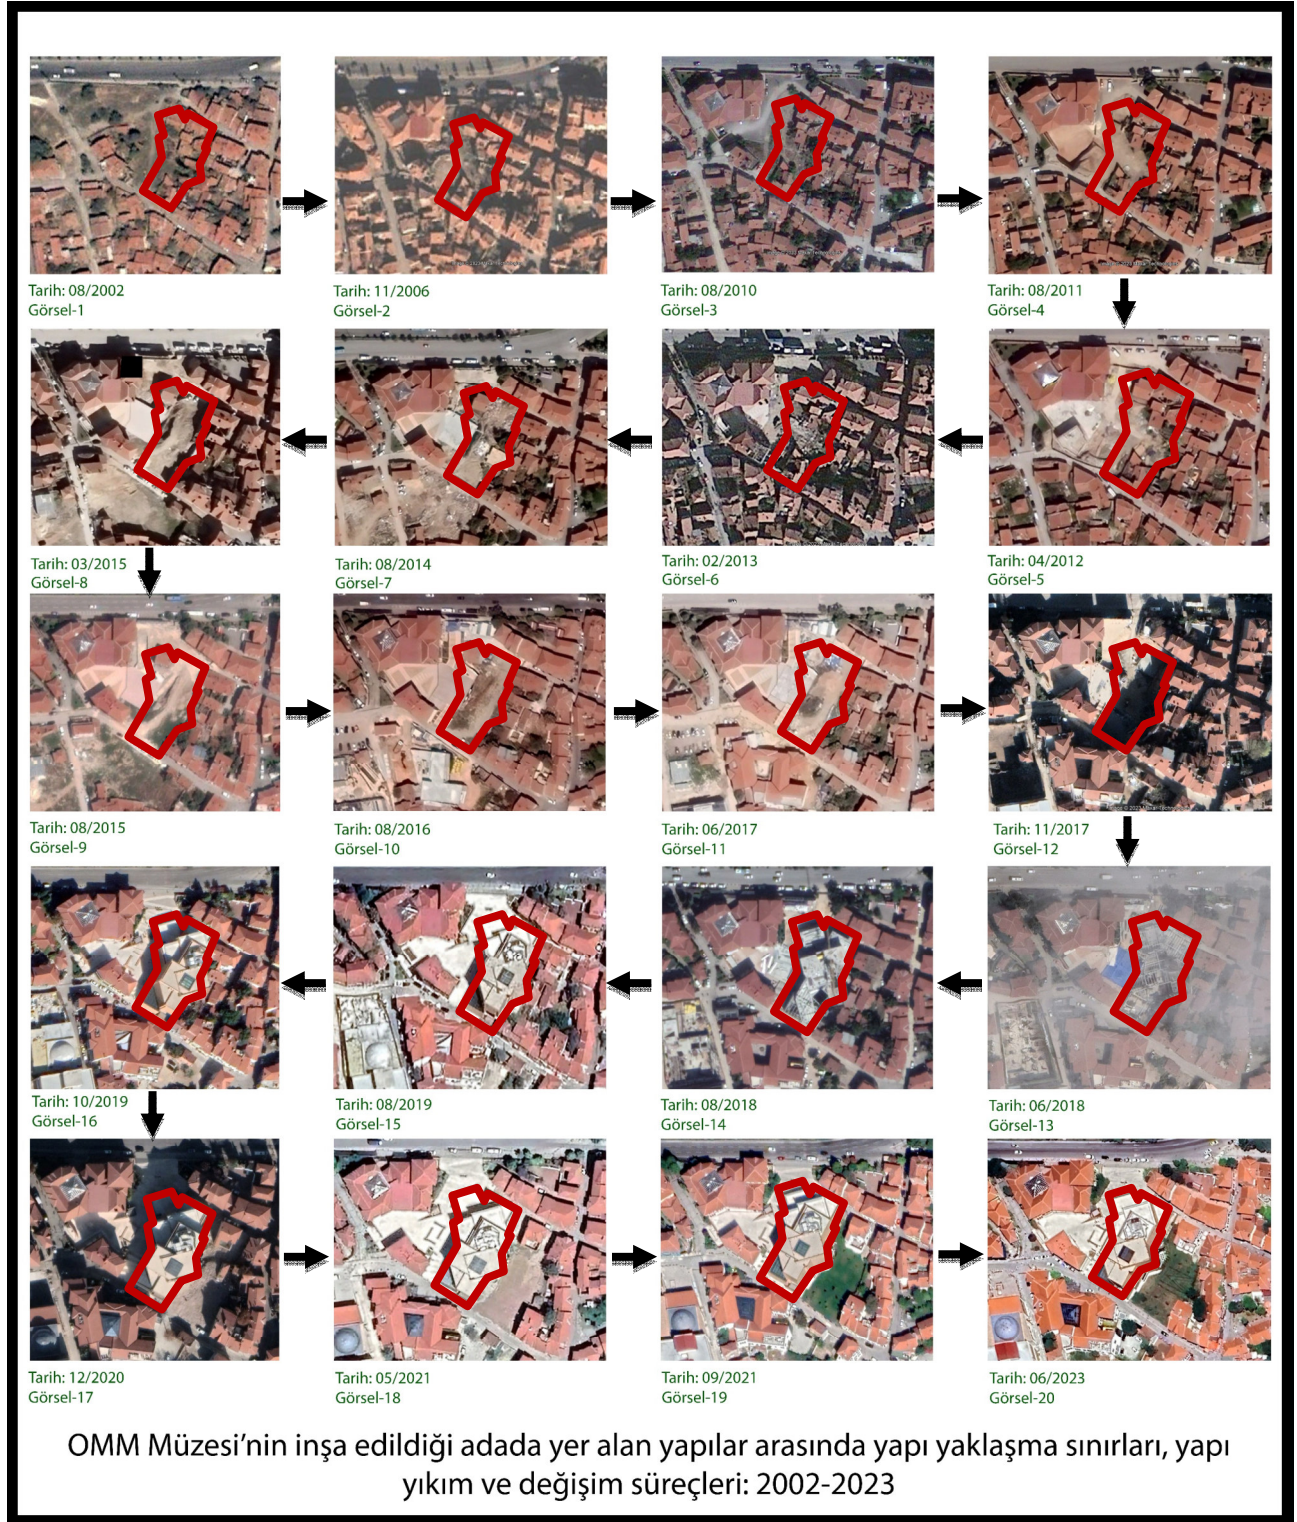 Tarih: 08/2002
Görsel-1
Tarih: 11/2006
Görsel-2
Tarih: 08/2010
Görsel-3
Tarih: 08/2011
Görsel-4
Tarih: 03/2015
Görsel-8
Tarih: 08/2014
Görsel-7
Tarih: 02/2013
Görsel-6
Tarih: 04/2012
Görsel-5
Tarih: 08/2015
Görsel-9
Tarih: 08/2016
Görsel-10
Tarih: 06/2017
Görsel-11
Tarih: 11/2017
Görsel-12
Tarih: 10/2019
Görsel-16
Tarih: 08/2019
Görsel-15
Tarih: 08/2018
Görsel-14
Tarih: 06/2018
Görsel-13
Tarih: 12/2020
Görsel-17
Tarih: 05/2021
Görsel-18
Tarih: 09/2021
Görsel-19
Tarih: 06/2023
Görsel-20
OMM Müzesi’nin inşa edildiği adada yer alan yapılar arasında yapı yaklaşma sınırları, yapı
yıkım ve değişim süreçleri: 2002-2023